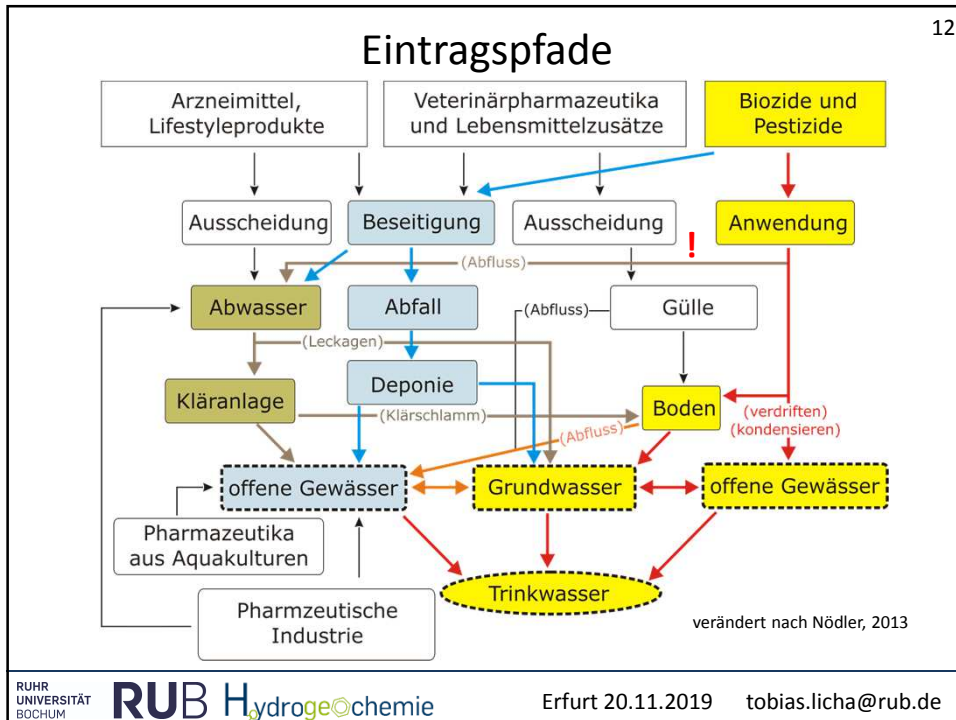 12
Eintragspfade
Arzneimittel,
Lifestyleprodukte
Veterinärpharmazeutika
und Lebensmittelzusätze
Biozide und
Pestizide
Ausscheidung
Beseitigung
Ausscheidung
Anwendung
!
(Abfluss)
Abwasser
Abfall
(Abfluss)
Gülle
(Leckagen)
Kläranlage
Deponie
(Klärschlamm)
Boden
(verdriften)
(kondensieren)
(Abfluss)
offene Gewässer
Grundwasser
offene Gewässer
Pharmazeutika
aus Aquakulturen
Trinkwasser
Pharmzeutische
Industrie
verändert nach Nödler, 2013
RUHR
UNIVERSITÄT
BOCHUM
RUB
Hydrogeochemie
Erfurt 20.11.2019
tobias.licha@rub.de